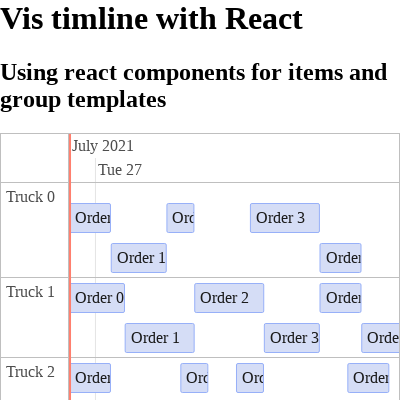 Vis timline with React
Using react components for items and
group templates
July 2021
Tue 27
Truck 0
Order
Orc
Order 3
Order 1
Order
Truck 1
Order 0
Order 2
Order
Order 1
Order 3
Orde
Truck 2
Order
Orc
Orc
Order